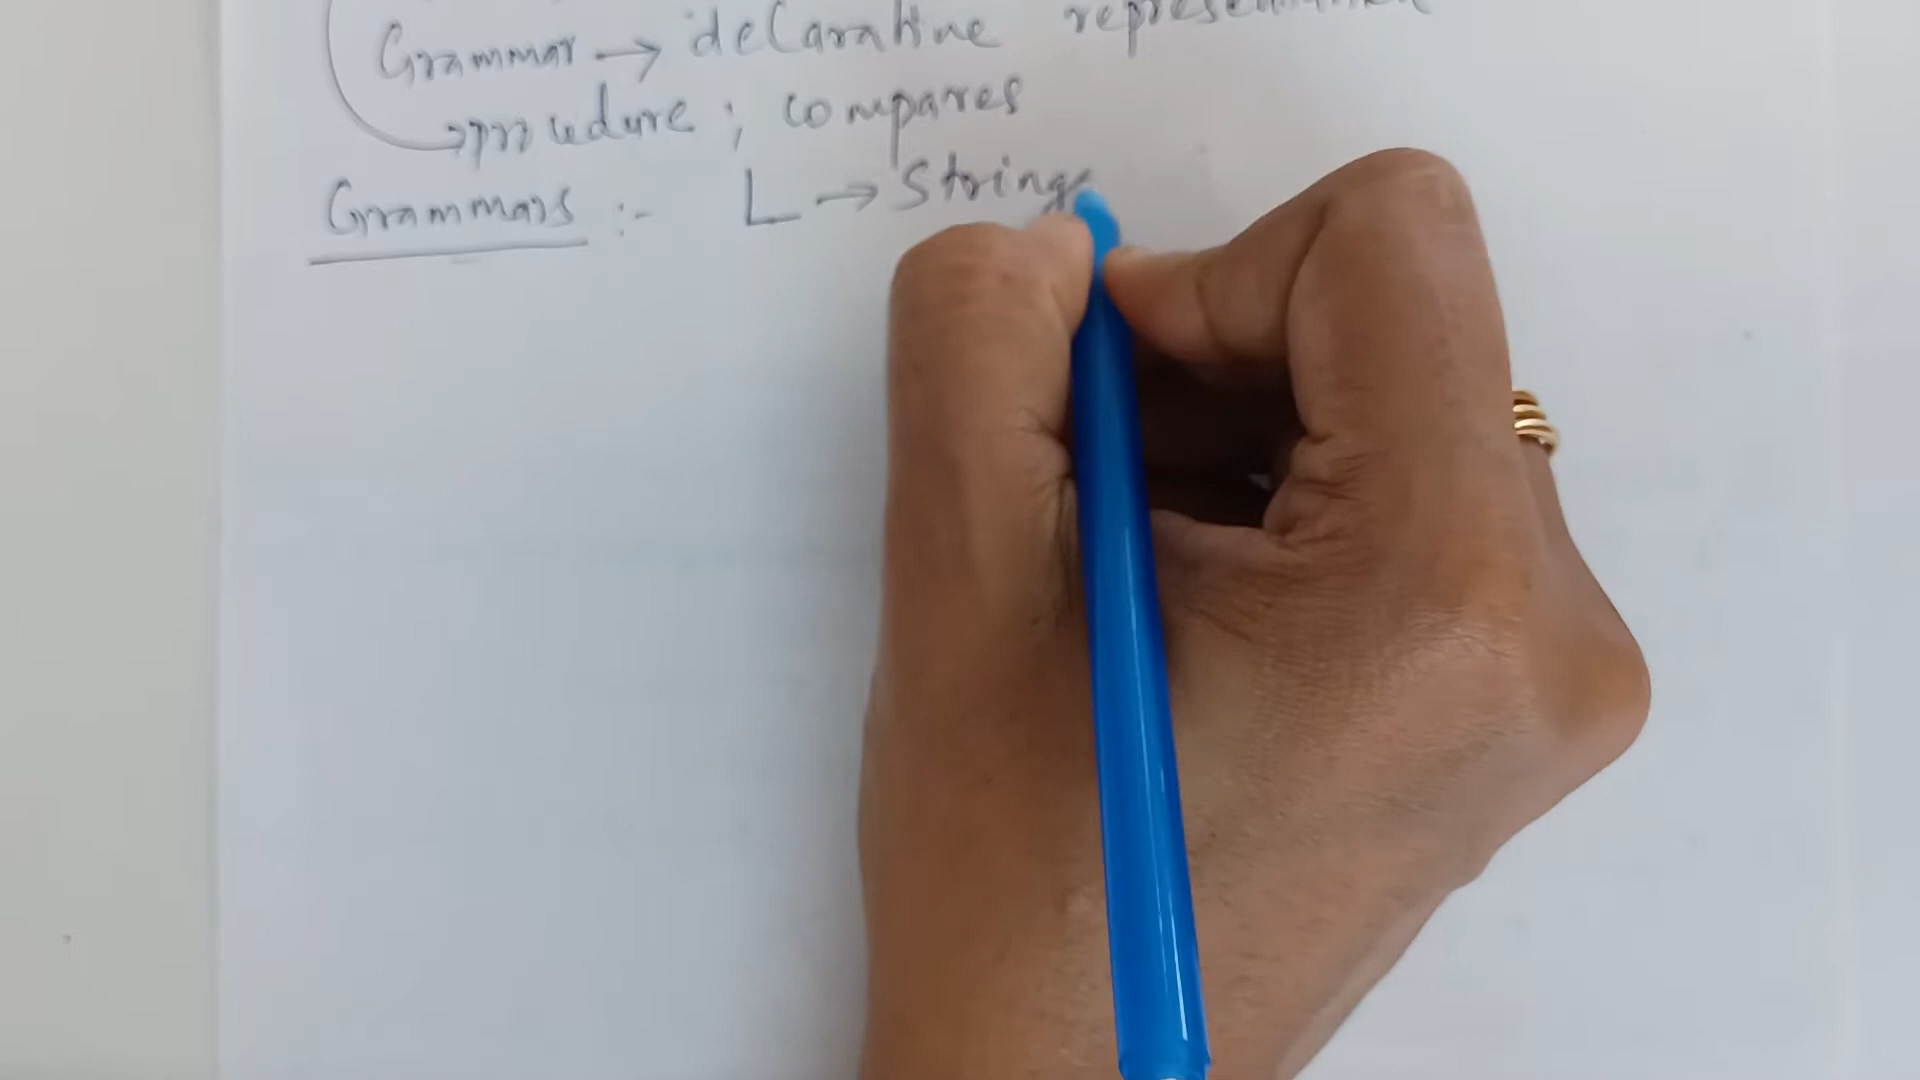 Grammar → decarative
→ procedure ; compares
Grammars :- L → Strings